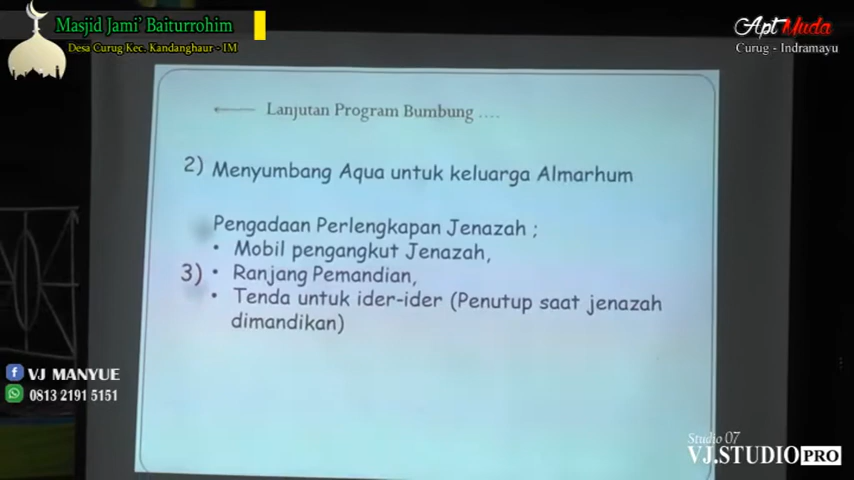 Masjid Jami' Baiturrohim
Desa Curug Kec. Kandanghaur - IM
Apt Muda
Curug - Indramayu
Lanjutan Program Bumbung ....
2) Menyumbang Aqua untuk keluarga Almarhum
Pengadaan Perlengkapan Jenazah ;
• Mobil pengangkut Jenazah,
3) • Ranjang Pemandian,
• Tenda untuk ider-ider (Penutup saat jenazah
dimandikan)
VJ MANYUE
0813 2191 5151
Studio 07
VJ.STUDIO PRO